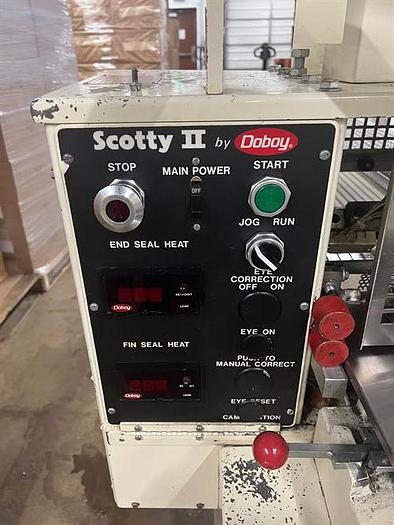 Scotty II by Doboy
STOP
MAIN POWER
START
OFF
JOG RUN
END SEAL HEAT
EYE
CORRECTION
OFF ON
Doboy
EYE ON
FIN SEAL HEAT
PUSH TO
MANUAL CORRECT
Doboy
EYE RESET